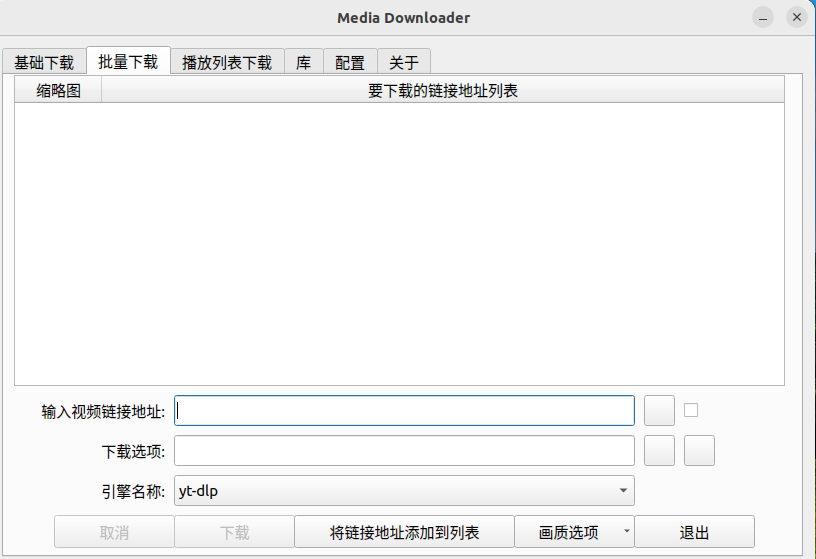 Media Downloader
基础下载 批量下载 播放列表下载 库 配置 关于
缩略图 要下载的链接地址列表
输入视频链接地址:
下载选项:
引擎名称: yt-dlp
取消 下载 将链接地址添加到列表 画质选项 退出